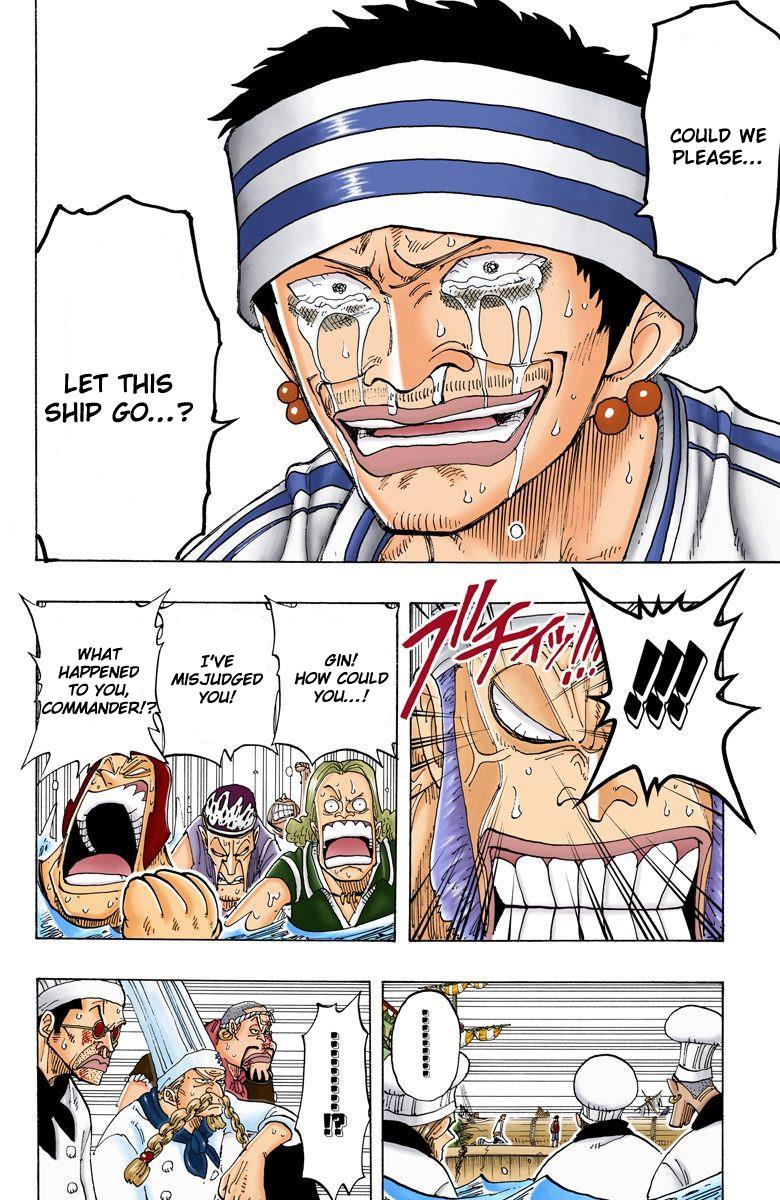 COULD WE
PLEASE...
LET THIS
SHIP GO...?
!!!!
ブチィッ!!!
GIN!
HOW COULD
YOU...!
I'VE
MISJUDGED
YOU!
WHAT
HAPPENED
TO YOU,
COMMANDER!?
.........
.........!?